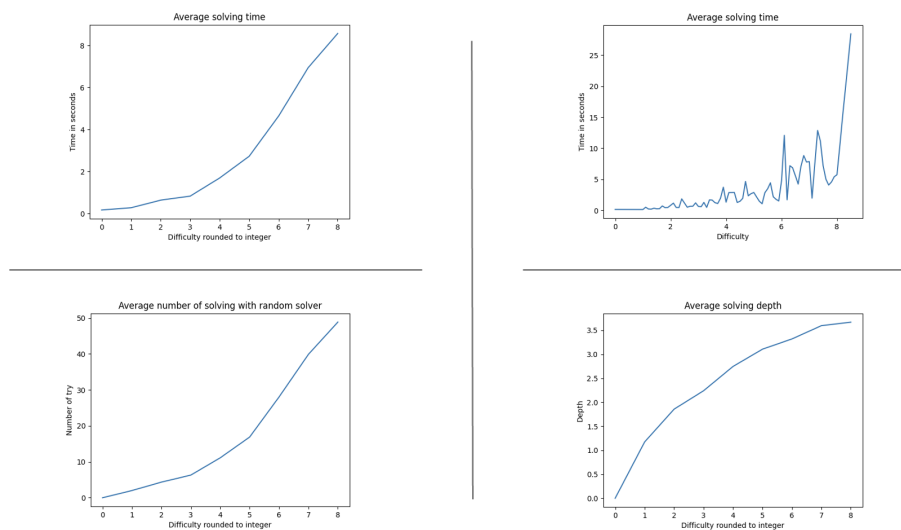 Average solving time
Time in seconds
8
6
4
2
0
0 1 2 3 4 5 6 7 8
Difficulty rounded to integer
Average solving time
Time in seconds
25
20
15
10
5
0
0 2 4 6 8
Difficulty
Average number of solving with random solver
Number of try
50
40
30
20
10
0
0 1 2 3 4 5 6 7 8
Difficulty rounded to integer
Average solving depth
Depth
3.5
3.0
2.5
2.0
1.5
1.0
0.5
0.0
0 1 2 3 4 5 6 7 8
Difficulty rounded to integer